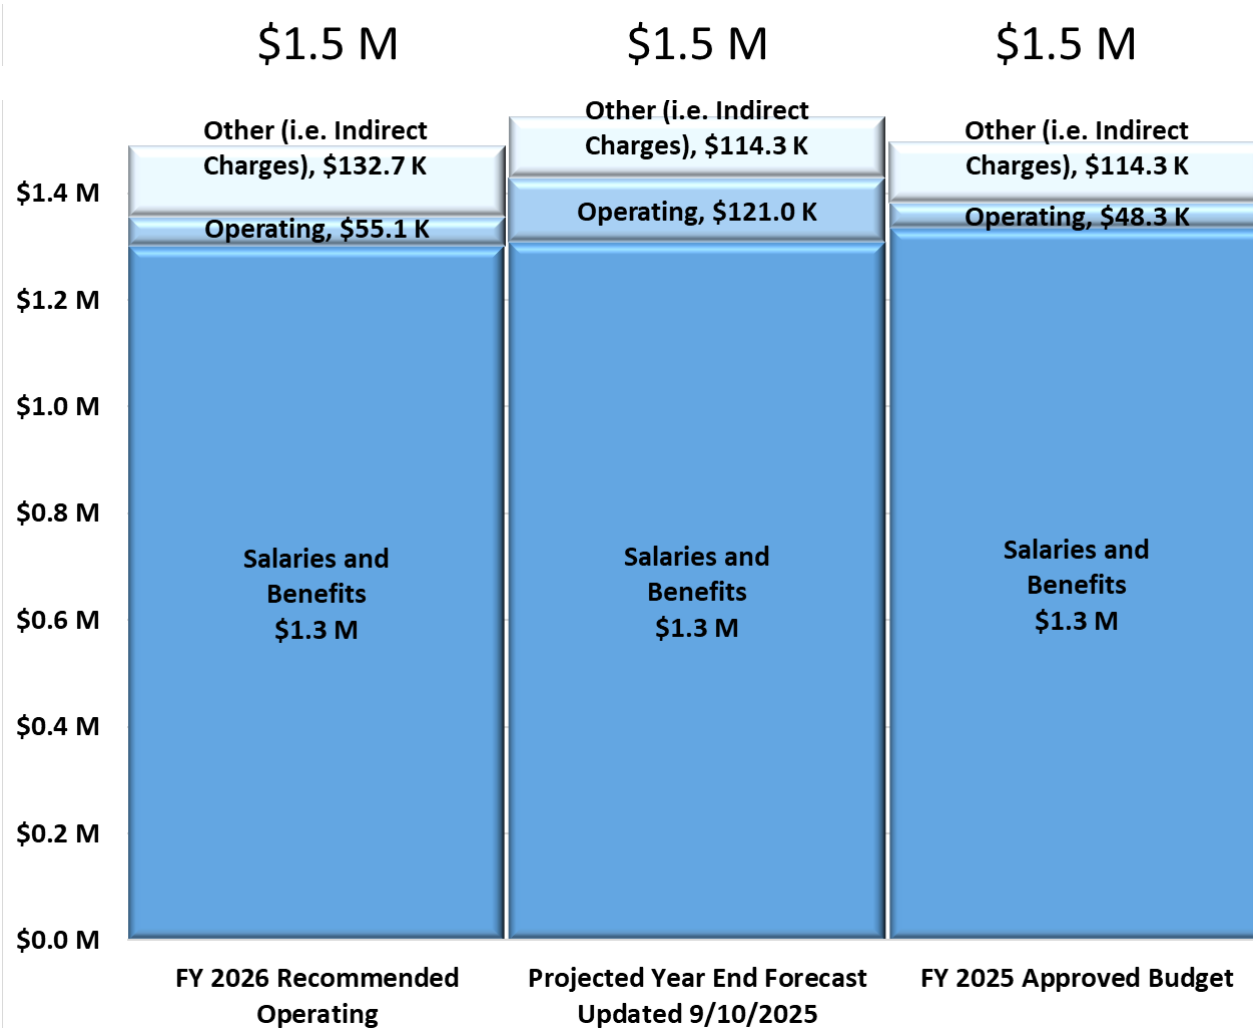 $1.5 M
$1.5 M
$1.5 M
Other (i.e. Indirect
Charges), $132.7 K
Other (i.e. Indirect
Charges), $114.3 K
Other (i.e. Indirect
Charges), $114.3 K
Operating, $55.1 K
Operating, $121.0 K
Operating, $48.3 K
$1.4 M
$1.2 M
$1.0 M
$0.8 M
$0.6 M
$0.4 M
$0.2 M
$0.0 M
Salaries and
Benefits
$1.3 M
Salaries and
Benefits
$1.3 M
Salaries and
Benefits
$1.3 M
FY 2026 Recommended
Operating
Projected Year End Forecast
Updated 9/10/2025
FY 2025 Approved Budget